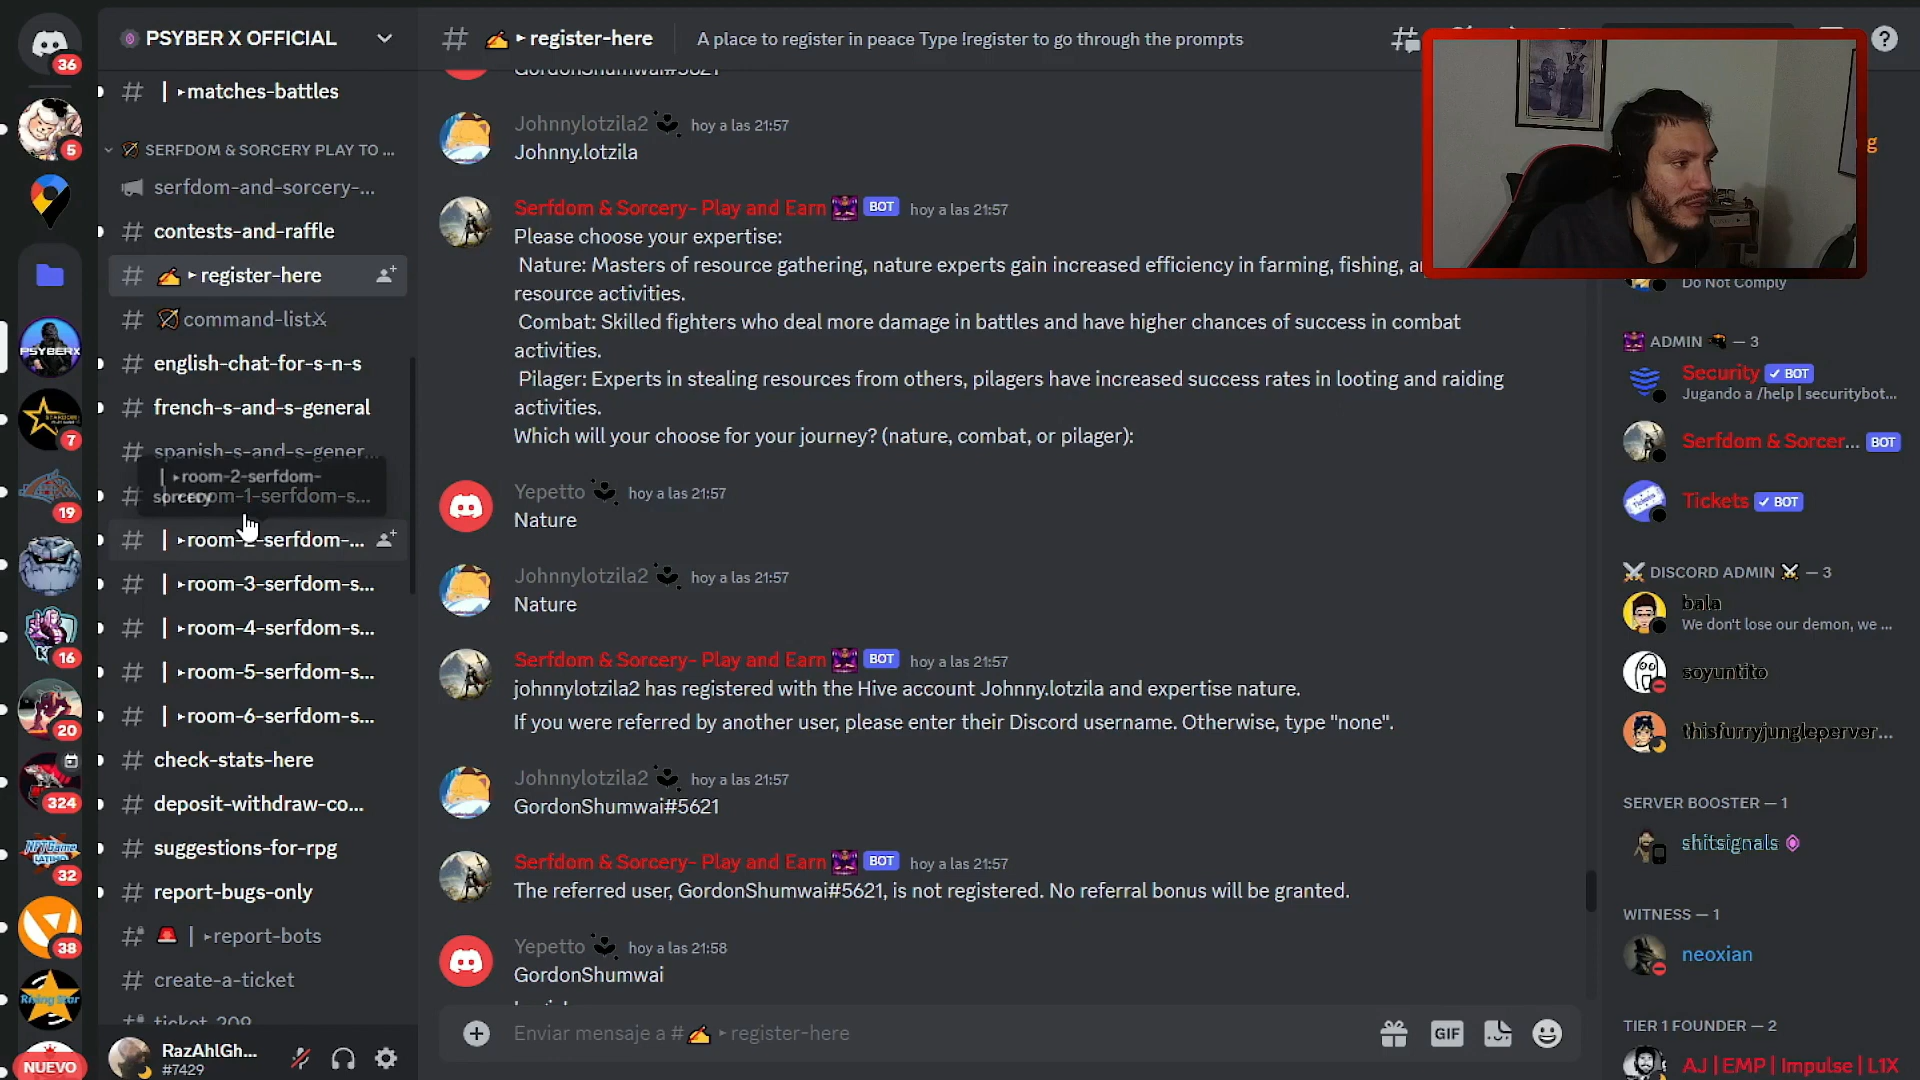 36
PSYBER X OFFICIAL
register-here
A place to register in peace Type !register to go through the prompts
matches-battles
5
SERFDOM & SORCERY PLAY TO ...
serfdom-and-sorcery-...
contests-and-raffle
register-here
command-list
english-chat-for-s-n-s
PSYBERX
french-s-and-s-general
7
spanish-s-and-s-gener...
room-2-serfdom-
sorcery
room-1-serfdom-s...
19
room-2-serfdom-...
room-3-serfdom-s...
room-4-serfdom-s...
16
room-5-serfdom-s...
room-6-serfdom-s...
20
check-stats-here
324
deposit-withdraw-co...
suggestions-for-rpg
32
report-bugs-only
report-bots
38
create-a-ticket
Rising Star
ticket-209
RazAhlGh...
#7429
NUEVO
GordonShumwai#5621
Johnnylotzila2 hoy a las 21:57
Johnny.lotzila
Serfdom & Sorcery- Play and Earn BOT hoy a las 21:57
Please choose your expertise:
Nature: Masters of resource gathering, nature experts gain increased efficiency in farming, fishing,
resource activities.
Combat: Skilled fighters who deal more damage in battles and have higher chances of success in combat
activities.
Pilager: Experts in stealing resources from others, pilagers have increased success rates in looting and raiding
activities.
Which will your choose for your journey? (nature, combat, or pilager):
Yepetto hoy a las 21:57
Nature
Johnnylotzila2 hoy a las 21:57
Nature
Serfdom & Sorcery- Play and Earn BOT hoy a las 21:57
johnnylotzila2 has registered with the Hive account Johnny.lotzila and expertise nature.
If you were referred by another user, please enter their Discord username. Otherwise, type "none".
Johnnylotzila2 hoy a las 21:57
GordonShumwai#5621
Serfdom & Sorcery- Play and Earn BOT hoy a las 21:57
The referred user, GordonShumwai#5621, is not registered. No referral bonus will be granted.
Yepetto hoy a las 21:58
GordonShumwai
Enviar mensaje a # register-here
GIF
Do Not Comply
ADMIN — 3
Security BOT
Jugando a /help | securitybot...
Serfdom & Sorcer... BOT
Tickets BOT
DISCORD ADMIN — 3
bala
We don't lose our demon, we ...
soyuntito
thisfurryjungleperver...
SERVER BOOSTER — 1
shitsignals
WITNESS — 1
neoxian
TIER 1 FOUNDER — 2
AJ | EMP | Impulse | L1X